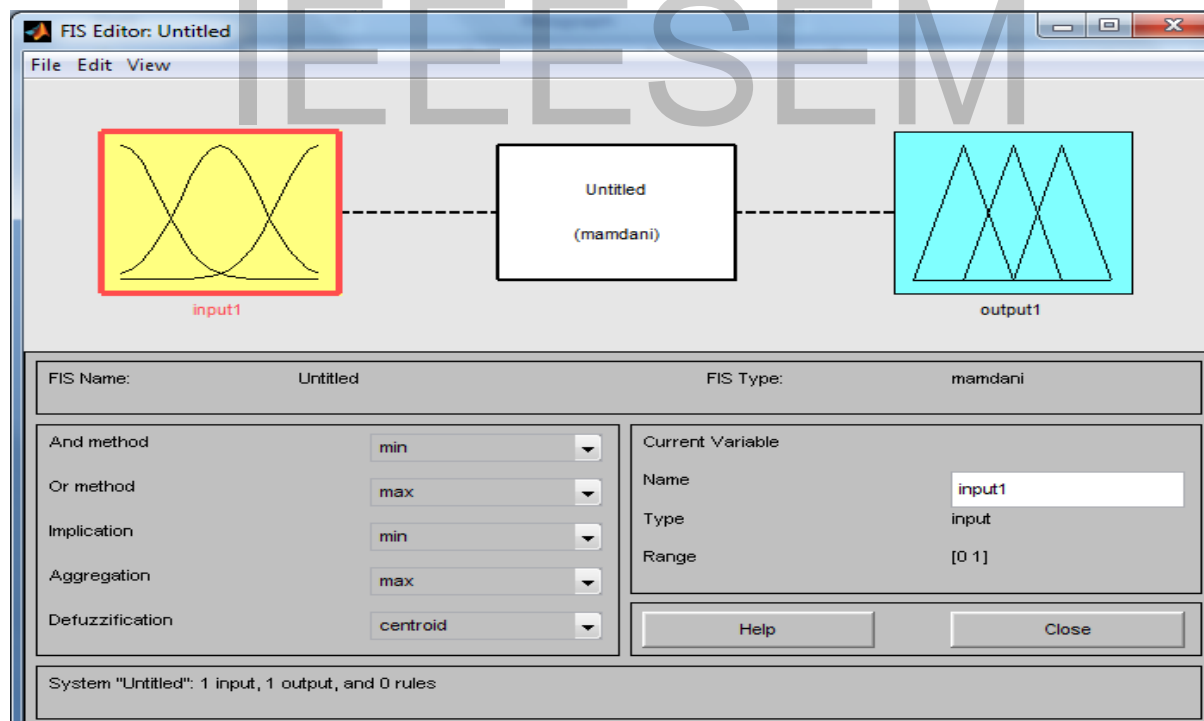 IEEESEM
FIS Editor: Untitled
File Edit View
Untitled
(mamdani)
input1
output1
FIS Name: Untitled FIS Type: mamdani
And method min
Or method max
Implication min
Aggregation max
Defuzzification centroid
Current Variable
Name input1
Type input
Range [0 1]
Help Close
System "Untitled": 1 input, 1 output, and 0 rules